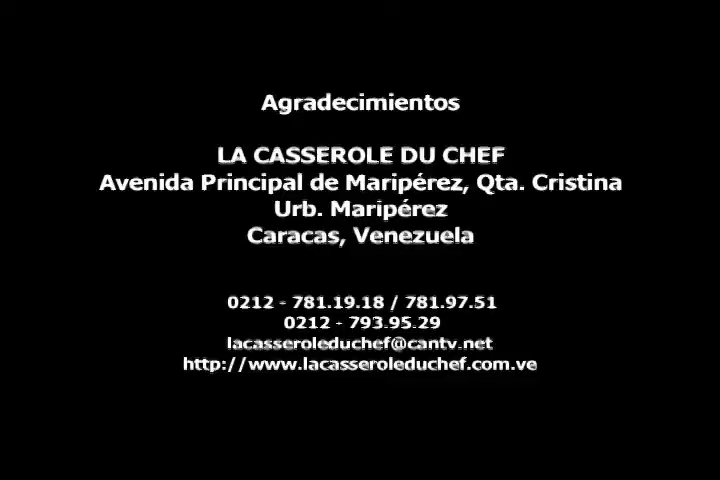 Agradecimientos
LA CASSEROLE DU CHEF
Avenida Principal de Maripérez, Qta. Cristina
Urb. Maripérez
Caracas, Venezuela
0212 - 781.19.18 / 781.97.51
0212 - 793.95.29
lacasseroleduchef@cantv.net
http://www.lacasseroleduchef.com.ve